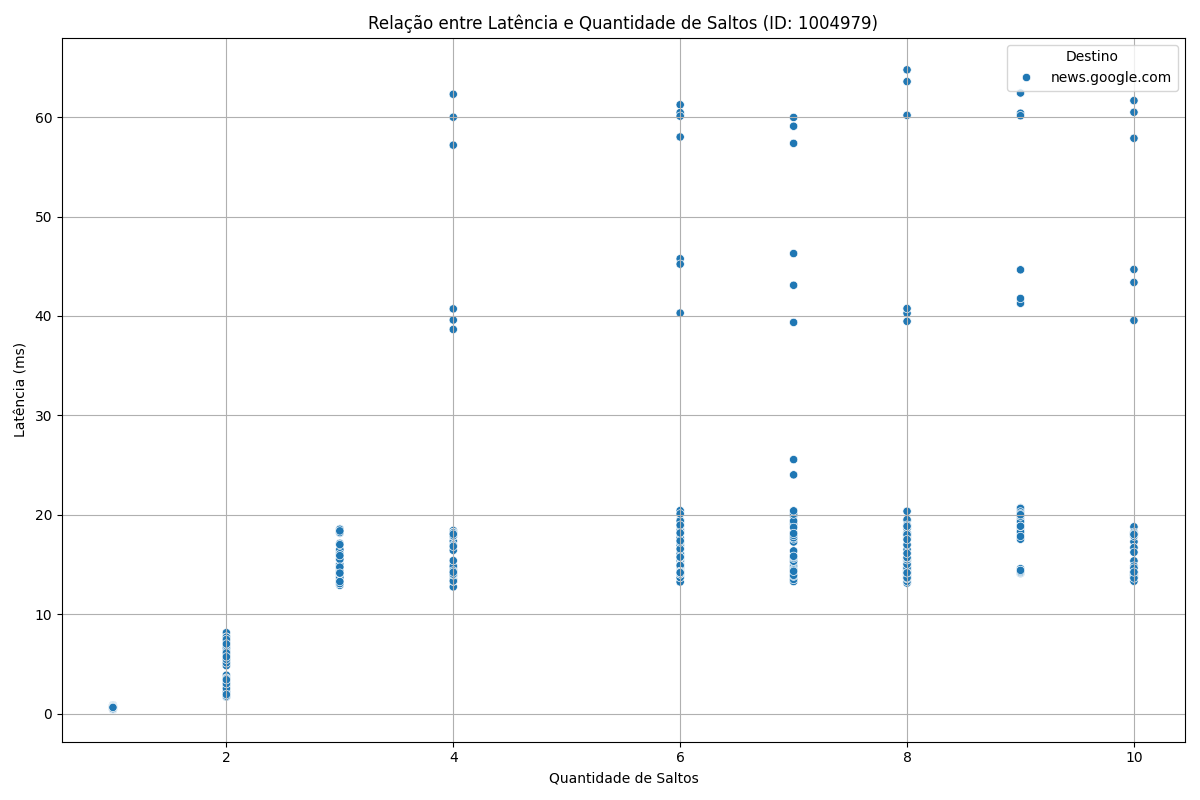 Relação entre Latência e Quantidade de Saltos (ID: 1004979)
Destino
news.google.com
60
50
40
30
20
10
0
Latência (ms)
2 4 6 8 10
Quantidade de Saltos